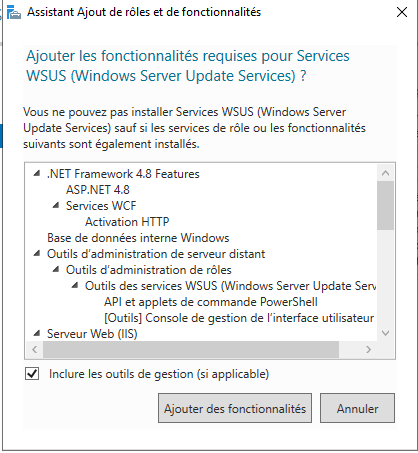 Assistant Ajout de rôles et de fonctionnalités
Ajouter les fonctionnalités requises pour Services
WSUS (Windows Server Update Services) ?
Vous ne pouvez pas installer Services WSUS (Windows Server
Update Services) sauf si les services de rôle ou les fonctionnalités
suivants sont également installés.
.NET Framework 4.8 Features
ASP.NET 4.8
Services WCF
Activation HTTP
Base de données interne Windows
Outils d'administration de serveur distant
Outils d'administration de rôles
Outils des services WSUS (Windows Server Update Serv
API et applets de commande PowerShell
[Outils] Console de gestion de l'interface utilisateur
Serveur Web (IIS)
Inclure les outils de gestion (si applicable)
Ajouter des fonctionnalités
Annuler